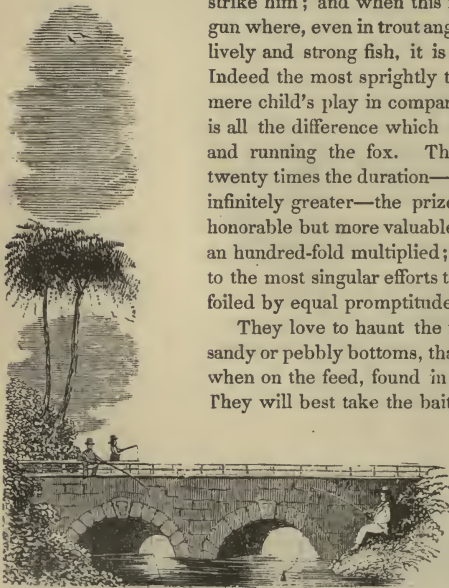 strike him; and when this
gun where, even in trout ang
lively and strong fish, it is
Indeed the most sprightly t
mere child's play in compar
is all the difference which
and running the fox. Th
twenty times the duration—
infinitely greater—the prize
honorable but more valuable
an hundred-fold multiplied;
to the most singular efforts t
foiled by equal promptitude
They love to haunt the
sandy or pebbly bottoms, tha
when on the feed, found in
They will best take the bait